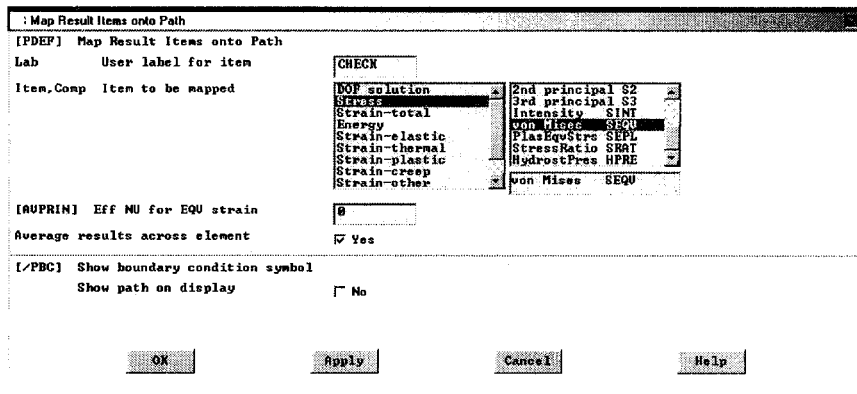 : Map Result Items onto Path
[PDEF] Map Result Items onto Path
Lab User label for item CHECK
Item,Comp Item to be mapped
DOF solution
Stress
Strain-total
Energy
Strain-elastic
Strain-thermal
Strain-plastic
Strain-creep
Strain-other
2nd principal S2
3rd principal S3
Intensity SINT
von Mises SEQV
PlasEqvStrs SEPL
StressRatio SRAT
HydrostPres HPRE
von Mises SEQV
[AVPRIN] Eff NU for EQV strain 0
Average results across element Yes
[/PBC] Show boundary condition symbol
Show path on display No
OK Apply Cancel Help